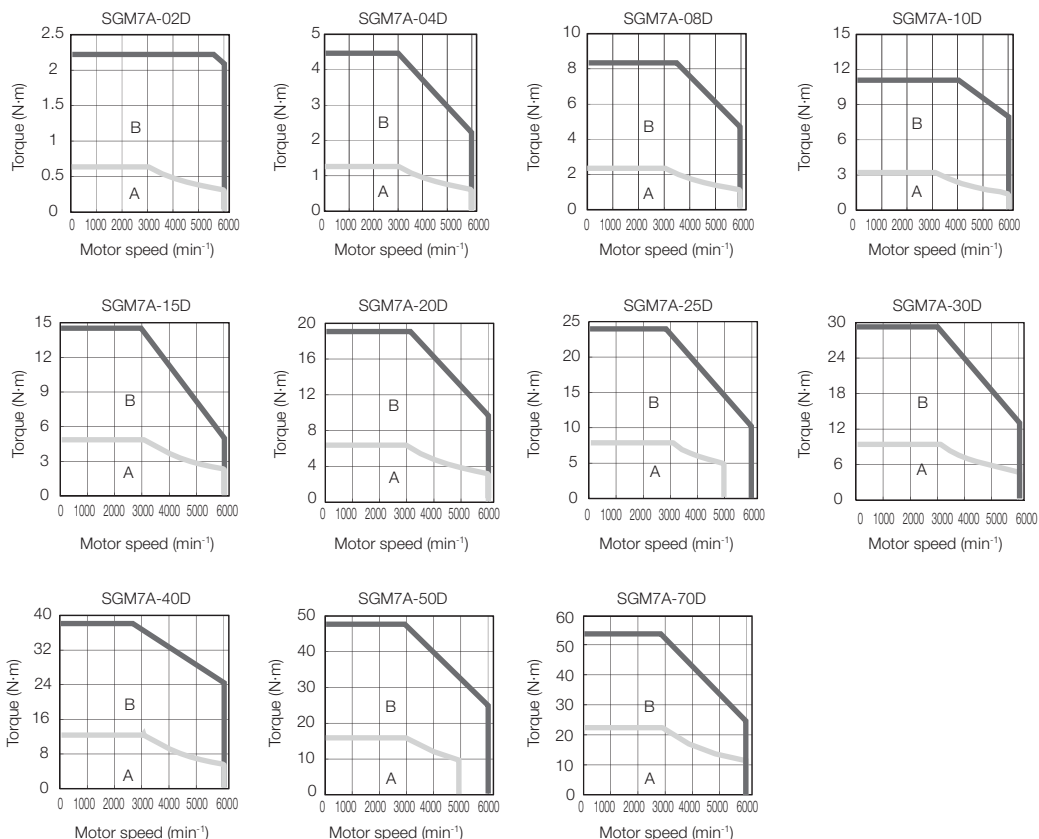 SGM7A-02D
Torque (N·m)
2.5
2
1.5
1
0.5
0
B
A
0 1000 2000 3000 4000 5000 6000
Motor speed (min⁻¹)
SGM7A-04D
Torque (N·m)
5
4
3
2
1
0
B
A
0 1000 2000 3000 4000 5000 6000
Motor speed (min⁻¹)
SGM7A-08D
Torque (N·m)
10
8
6
4
2
0
B
A
0 1000 2000 3000 4000 5000 6000
Motor speed (min⁻¹)
SGM7A-10D
Torque (N·m)
15
12
9
6
3
0
B
A
0 1000 2000 3000 4000 5000 6000
Motor speed (min⁻¹)
SGM7A-15D
Torque (N·m)
15
12
9
6
3
0
B
A
0 1000 2000 3000 4000 5000 6000
Motor speed (min⁻¹)
SGM7A-20D
Torque (N·m)
20
16
12
8
4
0
B
A
0 1000 2000 3000 4000 5000 6000
Motor speed (min⁻¹)
SGM7A-25D
Torque (N·m)
25
20
15
10
5
0
B
A
0 1000 2000 3000 4000 5000 6000
Motor speed (min⁻¹)
SGM7A-30D
Torque (N·m)
30
24
18
12
6
0
B
A
0 1000 2000 3000 4000 5000 6000
Motor speed (min⁻¹)
SGM7A-40D
Torque (N·m)
40
32
24
16
8
0
B
A
0 1000 2000 3000 4000 5000 6000
Motor speed (min⁻¹)
SGM7A-50D
Torque (N·m)
50
40
30
20
10
0
B
A
0 1000 2000 3000 4000 5000 6000
Motor speed (min⁻¹)
SGM7A-70D
Torque (N·m)
60
50
40
30
20
10
0
B
A
0 1000 2000 3000 4000 5000 6000
Motor speed (min⁻¹)